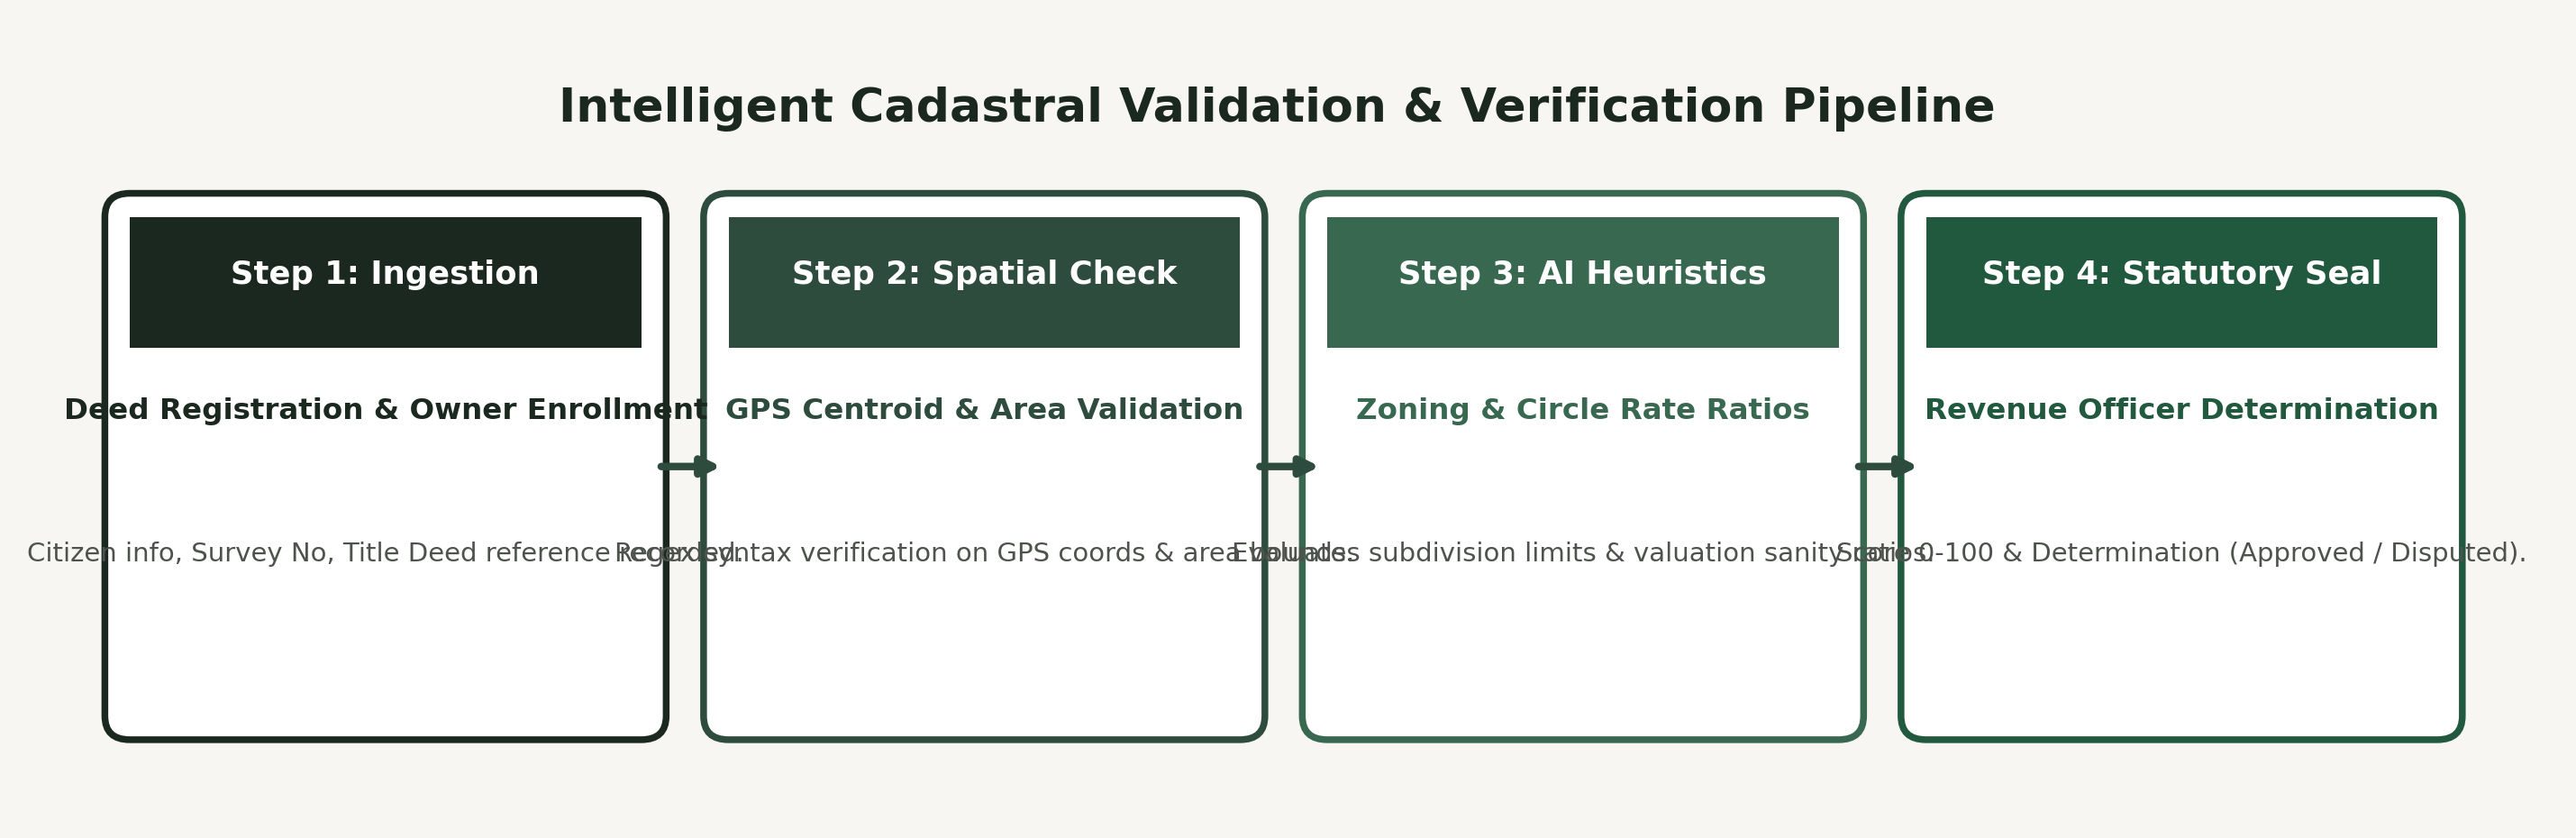 Intelligent Cadastral Validation & Verification Pipeline
Step 1: Ingestion
Deed Registration & Owner Enrollment
Citizen info, Survey No, Title Deed reference recorded.
Step 2: Spatial Check
GPS Centroid & Area Validation
Regex syntax verification on GPS coords & area bounds.
Step 3: AI Heuristics
Zoning & Circle Rate Ratios
Evaluates subdivision limits & valuation sanity ratios.
Step 4: Statutory Seal
Revenue Officer Determination
Score 0-100 & Determination (Approved / Disputed).